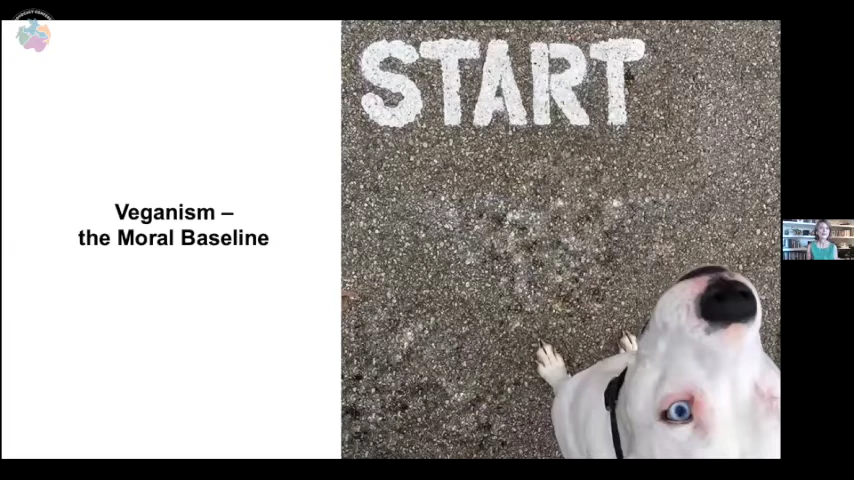 START
Veganism –
the Moral Baseline